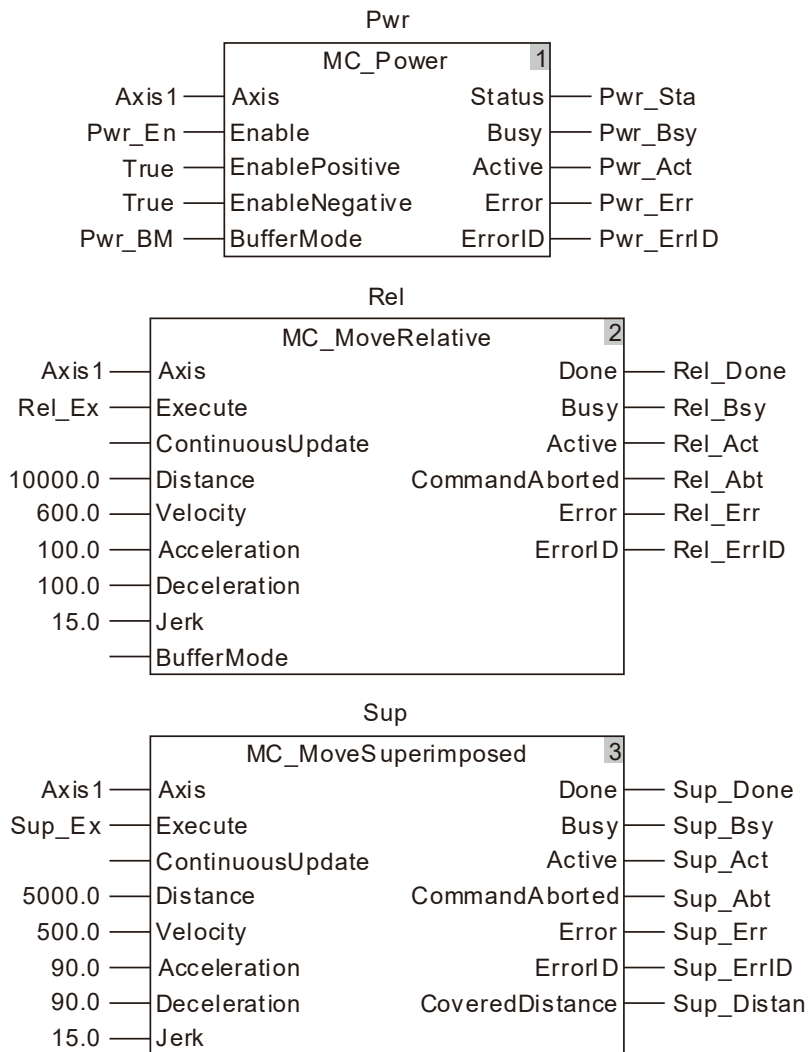 Pwr
MC_Power 1
Axis1 Axis Status Pwr_Sta
Pwr_En Enable Busy Pwr_Bsy
True EnablePositive Active Pwr_Act
True EnableNegative Error Pwr_Err
Pwr_BM BufferMode ErrorID Pwr_ErrID
Rel
MC_MoveRelative 2
Axis1 Axis Done Rel_Done
Rel_Ex Execute Busy Rel_Bsy
ContinuousUpdate Active Rel_Act
10000.0 Distance CommandAborted Rel_Abt
600.0 Velocity Error Rel_Err
100.0 Acceleration ErrorID Rel_ErrID
100.0 Deceleration
15.0 Jerk
BufferMode
Sup
MC_MoveSuperimposed 3
Axis1 Axis Done Sup_Done
Sup_Ex Execute Busy Sup_Bsy
ContinuousUpdate Active Sup_Act
5000.0 Distance CommandAborted Sup_Abt
500.0 Velocity Error Sup_Err
90.0 Acceleration ErrorID Sup_ErrID
90.0 Deceleration CoveredDistance Sup_Distan
15.0 Jerk